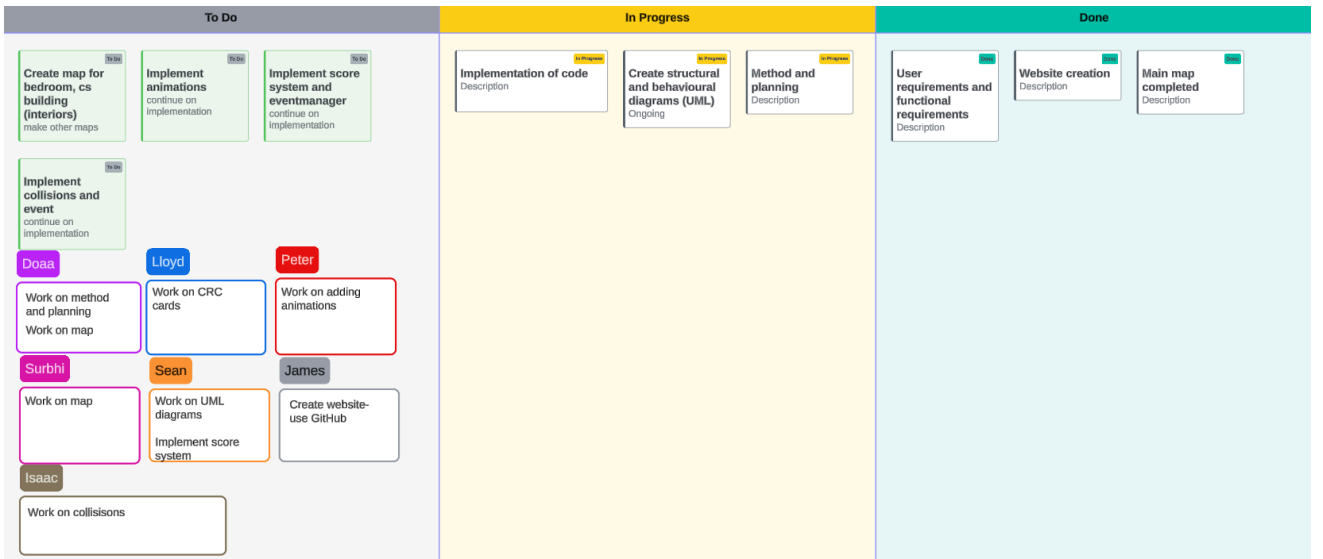 To Do
In Progress
Done
To Do
Create map for
bedroom, cs
building
(interiors)
make other maps
To Do
Implement
animations
continue on
implementation
To Do
Implement score
system and
eventmanager
continue on
implementation
To Do
Implement
collisions and
event
continue on
implementation
Doaa
Work on method
and planning
Work on map
Lloyd
Work on CRC
cards
Peter
Work on adding
animations
Surbhi
Work on map
Sean
Work on UML
diagrams
Implement score
system
James
Create website-
use GitHub
Isaac
Work on collisisons
In Progress
Implementation of code
Description
In Progress
Create structural
and behavioural
diagrams (UML)
Ongoing
In Progress
Method and
planning
Description
Done
User
requirements and
functional
requirements
Description
Done
Website creation
Description
Done
Main map
completed
Description